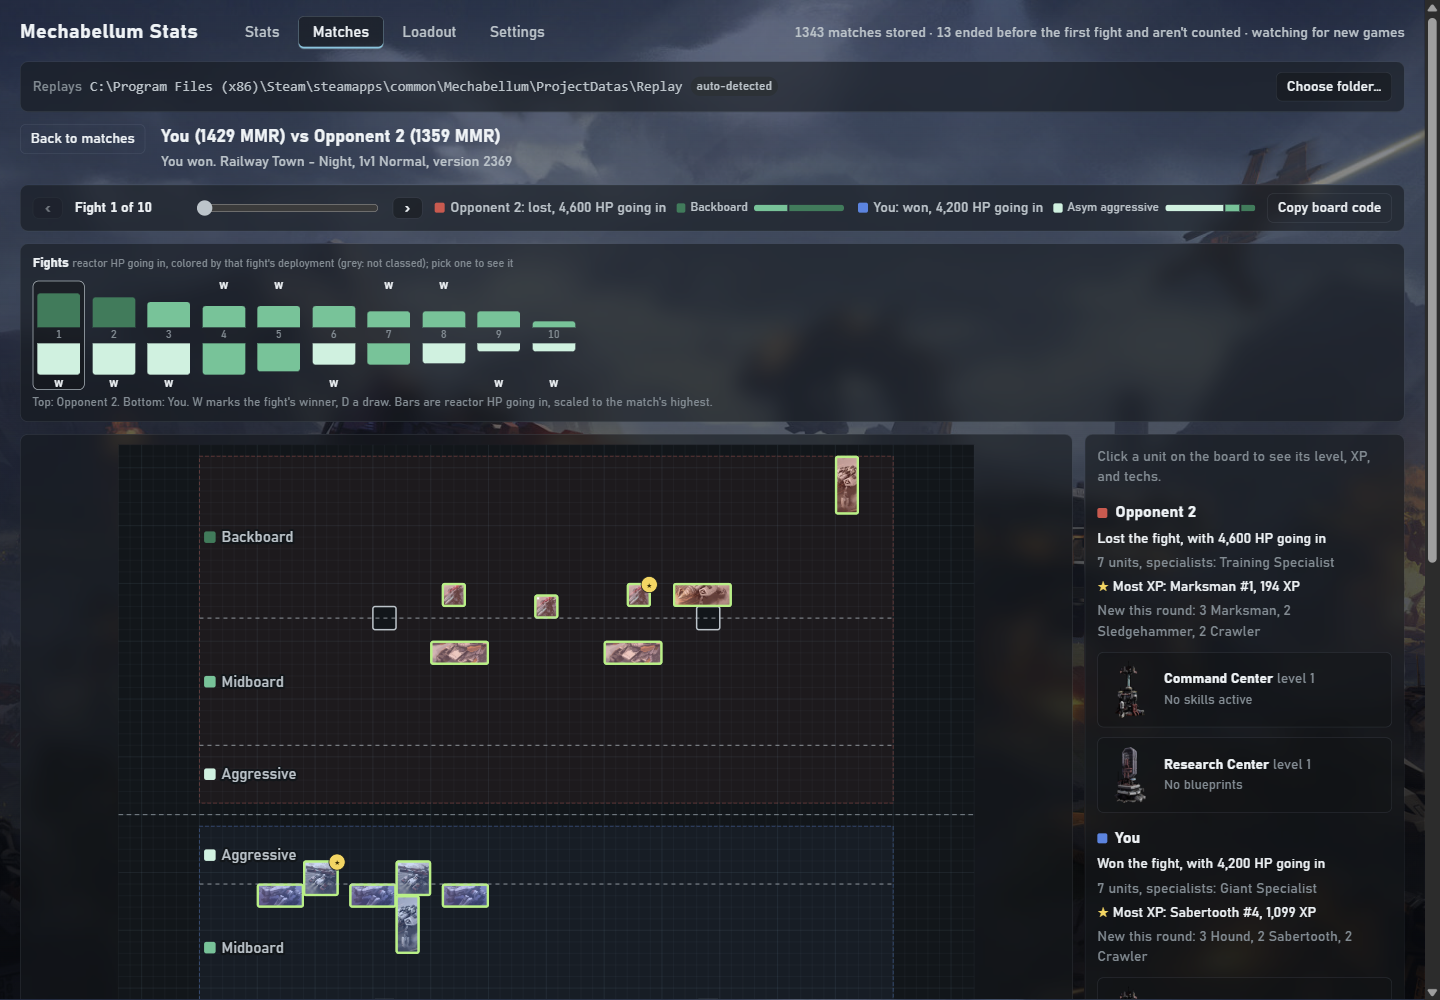 Mechabellum Stats
Stats
Matches
Loadout
Settings
1343 matches stored · 13 ended before the first fight and aren't counted · watching for new games
Replays C:\Program Files (x86)\Steam\steamapps\common\Mechabellum\ProjectDatas\Replay auto-detected
Choose folder…
Back to matches
You (1429 MMR) vs Opponent 2 (1359 MMR)
You won. Railway Town - Night, 1v1 Normal, version 2369
‹ Fight 1 of 10 › Opponent 2: lost, 4,600 HP going in Backboard You: won, 4,200 HP going in Asym aggressive Copy board code
Fights reactor HP going in, colored by that fight's deployment (grey: not classed); pick one to see it
W W W W
1 2 3 4 5 6 7 8 9 10
W W W W W W
Top: Opponent 2. Bottom: You. W marks the fight's winner, D a draw. Bars are reactor HP going in, scaled to the match's highest.
Backboard
Midboard
Aggressive
Aggressive
Midboard
Click a unit on the board to see its level, XP,
and techs.
Opponent 2
Lost the fight, with 4,600 HP going in
7 units, specialists: Training Specialist
★ Most XP: Marksman #1, 194 XP
New this round: 3 Marksman, 2
Sledgehammer, 2 Crawler
Command Center level 1
No skills active
Research Center level 1
No blueprints
You
Won the fight, with 4,200 HP going in
7 units, specialists: Giant Specialist
★ Most XP: Sabertooth #4, 1,099 XP
New this round: 3 Hound, 2 Sabertooth, 2
Crawler